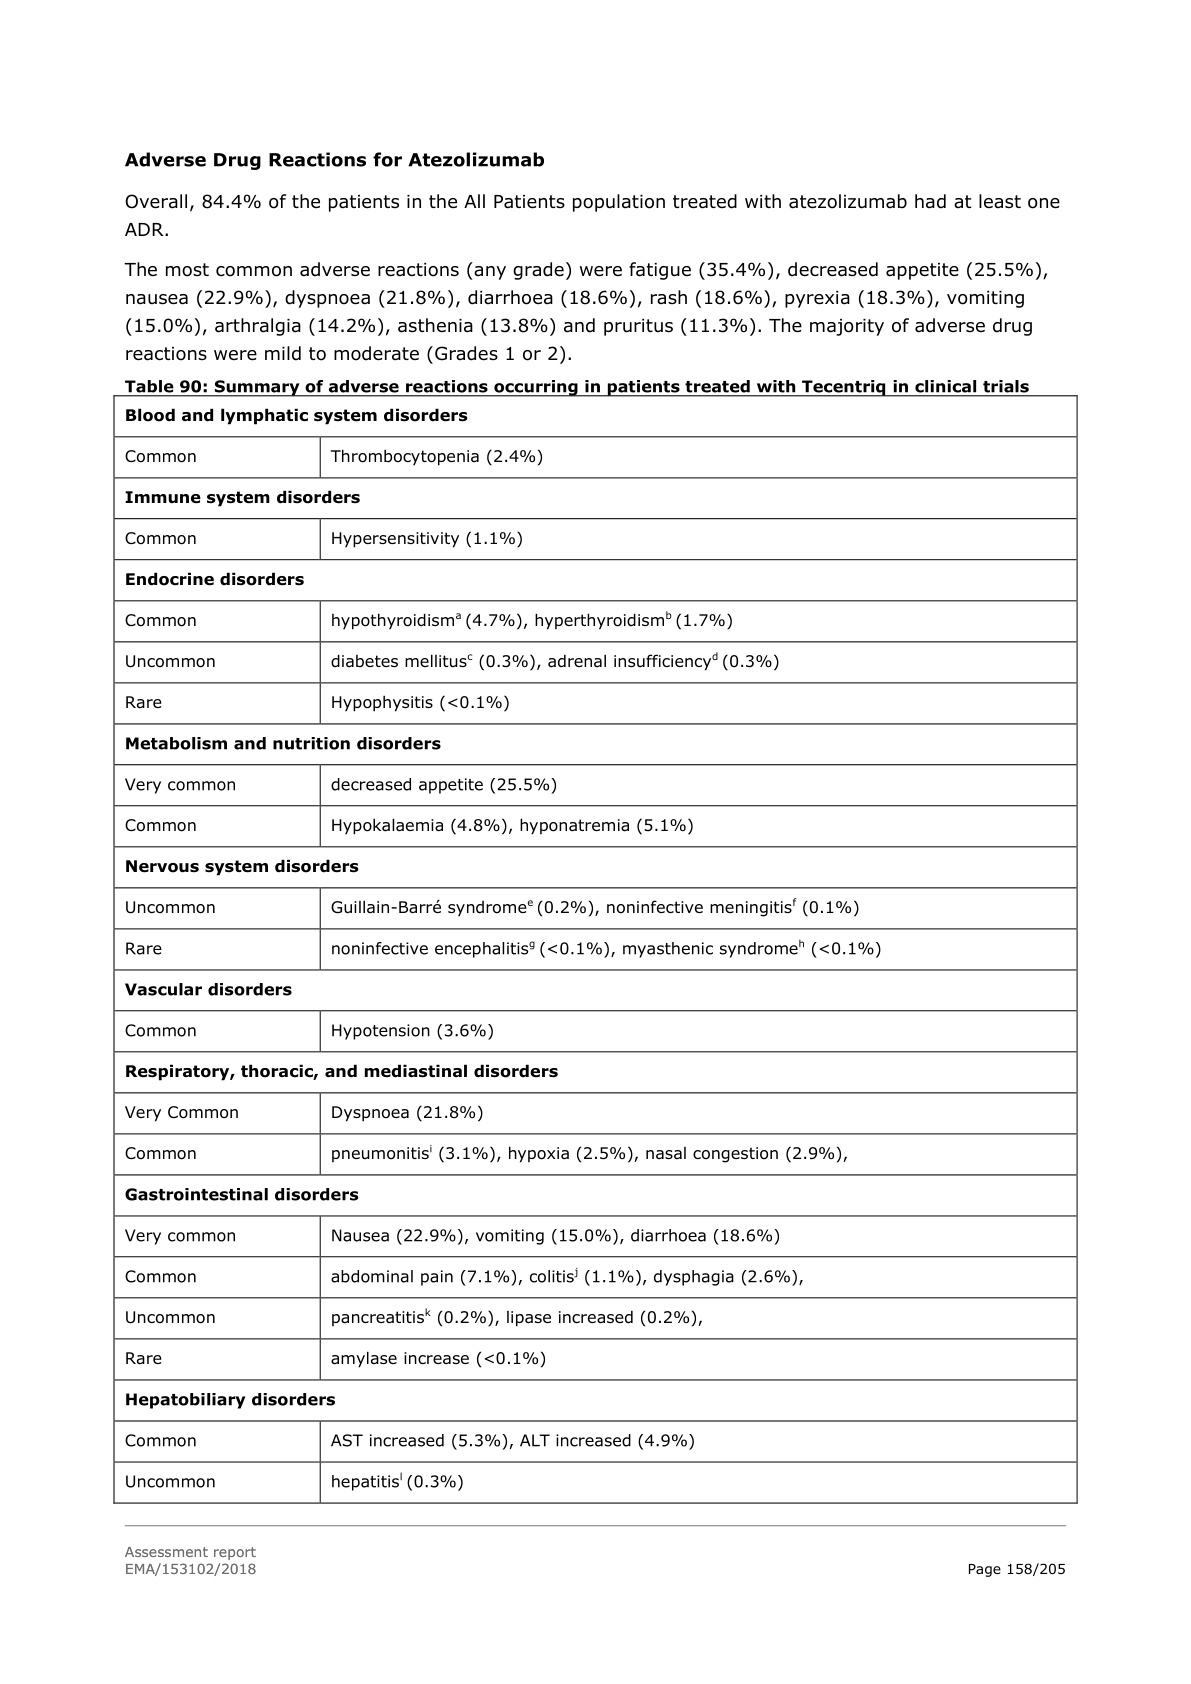 Adverse Drug Reactions for Atezolizumab
Overall, 84.4% of the patients in the All Patients population treated with atezolizumab had at least one
ADR.
The most common adverse reactions (any grade) were fatigue (35.4%), decreased appetite (25.5%),
nausea (22.9%), dyspnoea (21.8%), diarrhoea (18.6%), rash (18.6%), pyrexia (18.3%), vomiting
(15.0%), arthralgia (14.2%), asthenia (13.8%) and pruritus (11.3%). The majority of adverse drug
reactions were mild to moderate (Grades 1 or 2).
Table 90: Summary of adverse reactions occurring in patients treated with Tecentriq in clinical trials
Blood and lymphatic system disorders
Common Thrombocytopenia (2.4%)
Immune system disorders
Common Hypersensitivity (1.1%)
Endocrine disorders
Common hypothyroidismᵃ (4.7%), hyperthyroidismᵇ (1.7%)
Uncommon diabetes mellitusᶜ (0.3%), adrenal insufficiencyᵈ (0.3%)
Rare Hypophysitis (<0.1%)
Metabolism and nutrition disorders
Very common decreased appetite (25.5%)
Common Hypokalaemia (4.8%), hyponatremia (5.1%)
Nervous system disorders
Uncommon Guillain-Barré syndromeᵉ (0.2%), noninfective meningitisᶠ (0.1%)
Rare noninfective encephalitisᵍ (<0.1%), myasthenic syndromeʰ (<0.1%)
Vascular disorders
Common Hypotension (3.6%)
Respiratory, thoracic, and mediastinal disorders
Very Common Dyspnoea (21.8%)
Common pneumonitisⁱ (3.1%), hypoxia (2.5%), nasal congestion (2.9%),
Gastrointestinal disorders
Very common Nausea (22.9%), vomiting (15.0%), diarrhoea (18.6%)
Common abdominal pain (7.1%), colitisʲ (1.1%), dysphagia (2.6%),
Uncommon pancreatitisᵏ (0.2%), lipase increased (0.2%),
Rare amylase increase (<0.1%)
Hepatobiliary disorders
Common AST increased (5.3%), ALT increased (4.9%)
Uncommon hepatitisˡ (0.3%)
Assessment report
EMA/153102/2018 Page 158/205